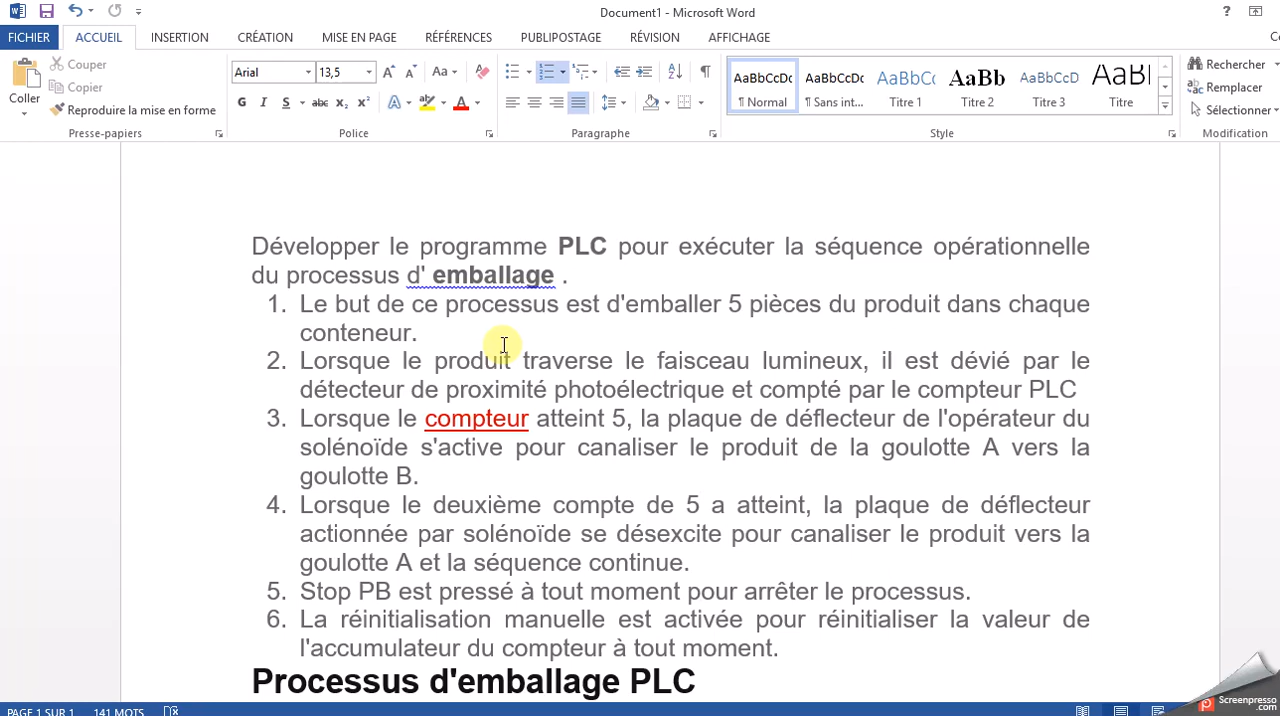 Document1 - Microsoft Word
?
FICHIER ACCUEIL INSERTION CRÉATION MISE EN PAGE RÉFÉRENCES PUBLIPOSTAGE RÉVISION AFFICHAGE
Coller
Couper
Copier
Reproduire la mise en forme
Presse-papiers
Arial 13,5
G I S abc x₂ x²
Police
Paragraphe
AaBbCcDc AaBbCcDc AaBbCc AaBb AaBbCcD AaBb
¶ Normal ¶ Sans int... Titre 1 Titre 2 Titre 3 Titre
Style
Rechercher
Remplacer
Sélectionner
Modification
Développer le programme PLC pour exécuter la séquence opérationnelle
du processus d' emballage .
1. Le but de ce processus est d'emballer 5 pièces du produit dans chaque
conteneur.
2. Lorsque le produit traverse le faisceau lumineux, il est dévié par le
détecteur de proximité photoélectrique et compté par le compteur PLC
3. Lorsque le compteur atteint 5, la plaque de déflecteur de l'opérateur du
solénoïde s'active pour canaliser le produit de la goulotte A vers la
goulotte B.
4. Lorsque le deuxième compte de 5 a atteint, la plaque de déflecteur
actionnée par solénoïde se désexcite pour canaliser le produit vers la
goulotte A et la séquence continue.
5. Stop PB est pressé à tout moment pour arrêter le processus.
6. La réinitialisation manuelle est activée pour réinitialiser la valeur de
l'accumulateur du compteur à tout moment.
Processus d'emballage PLC
PAGE 1 SUR 1 141 MOTS
Screenpresso
.com